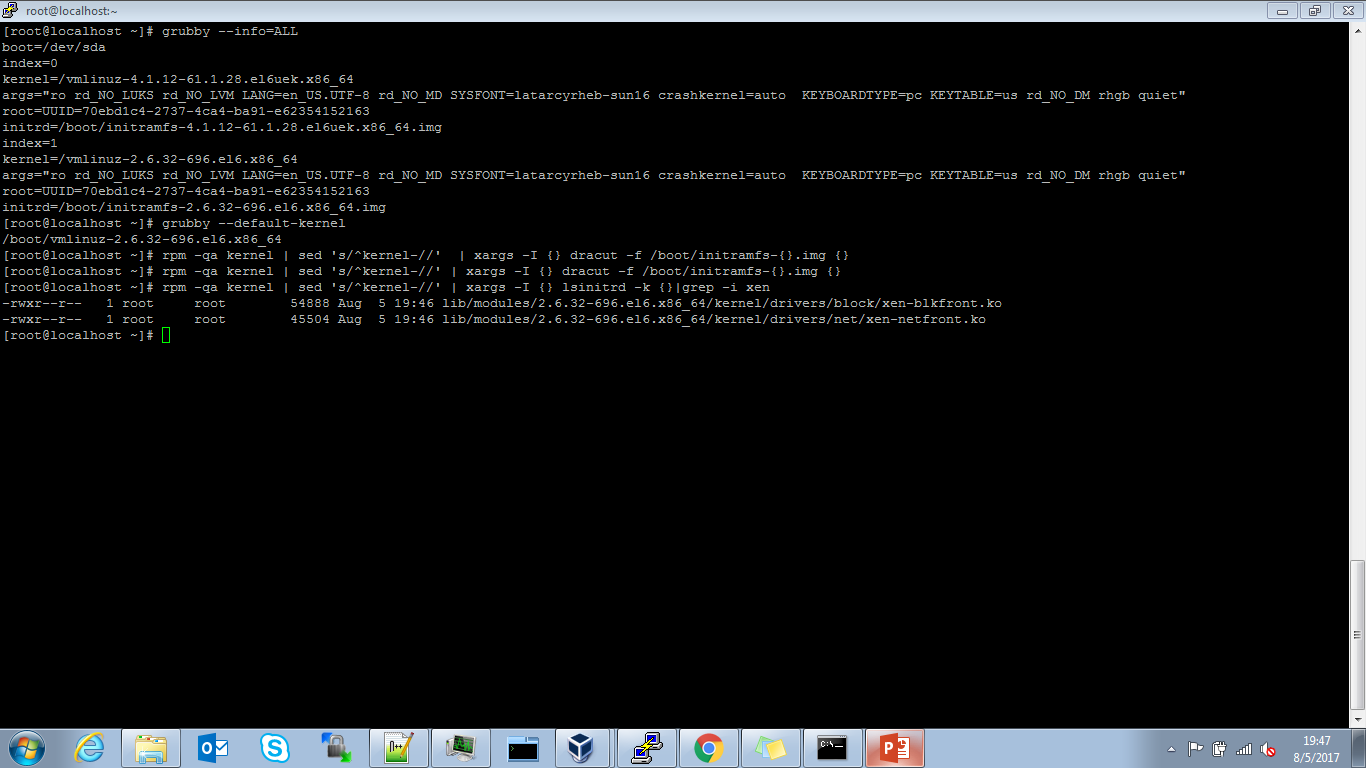 root@localhost:~
[root@localhost ~]# grubby --info=ALL
boot=/dev/sda
index=0
kernel=/vmlinuz-4.1.12-61.1.28.el6uek.x86_64
args="ro rd_NO_LUKS rd_NO_LVM LANG=en_US.UTF-8 rd_NO_MD SYSFONT=latarcyrheb-sun16 crashkernel=auto  KEYBOARDTYPE=pc KEYTABLE=us rd_NO_DM rhgb quiet"
root=UUID=70ebd1c4-2737-4ca4-ba91-e62354152163
initrd=/boot/initramfs-4.1.12-61.1.28.el6uek.x86_64.img
index=1
kernel=/vmlinuz-2.6.32-696.el6.x86_64
args="ro rd_NO_LUKS rd_NO_LVM LANG=en_US.UTF-8 rd_NO_MD SYSFONT=latarcyrheb-sun16 crashkernel=auto  KEYBOARDTYPE=pc KEYTABLE=us rd_NO_DM rhgb quiet"
root=UUID=70ebd1c4-2737-4ca4-ba91-e62354152163
initrd=/boot/initramfs-2.6.32-696.el6.x86_64.img
[root@localhost ~]# grubby --default-kernel
/boot/vmlinuz-2.6.32-696.el6.x86_64
[root@localhost ~]# rpm -qa kernel | sed 's/^kernel-//'  | xargs -I {} dracut -f /boot/initramfs-{}.img {}
[root@localhost ~]# rpm -qa kernel | sed 's/^kernel-//' | xargs -I {} dracut -f /boot/initramfs-{}.img {}
[root@localhost ~]# rpm -qa kernel | sed 's/^kernel-//' | xargs -I {} lsinitrd -k {}|grep -i xen
-rwxr--r--   1 root     root        54888 Aug  5 19:46 lib/modules/2.6.32-696.el6.x86_64/kernel/drivers/block/xen-blkfront.ko
-rwxr--r--   1 root     root        45504 Aug  5 19:46 lib/modules/2.6.32-696.el6.x86_64/kernel/drivers/net/xen-netfront.ko
[root@localhost ~]#
19:47
8/5/2017